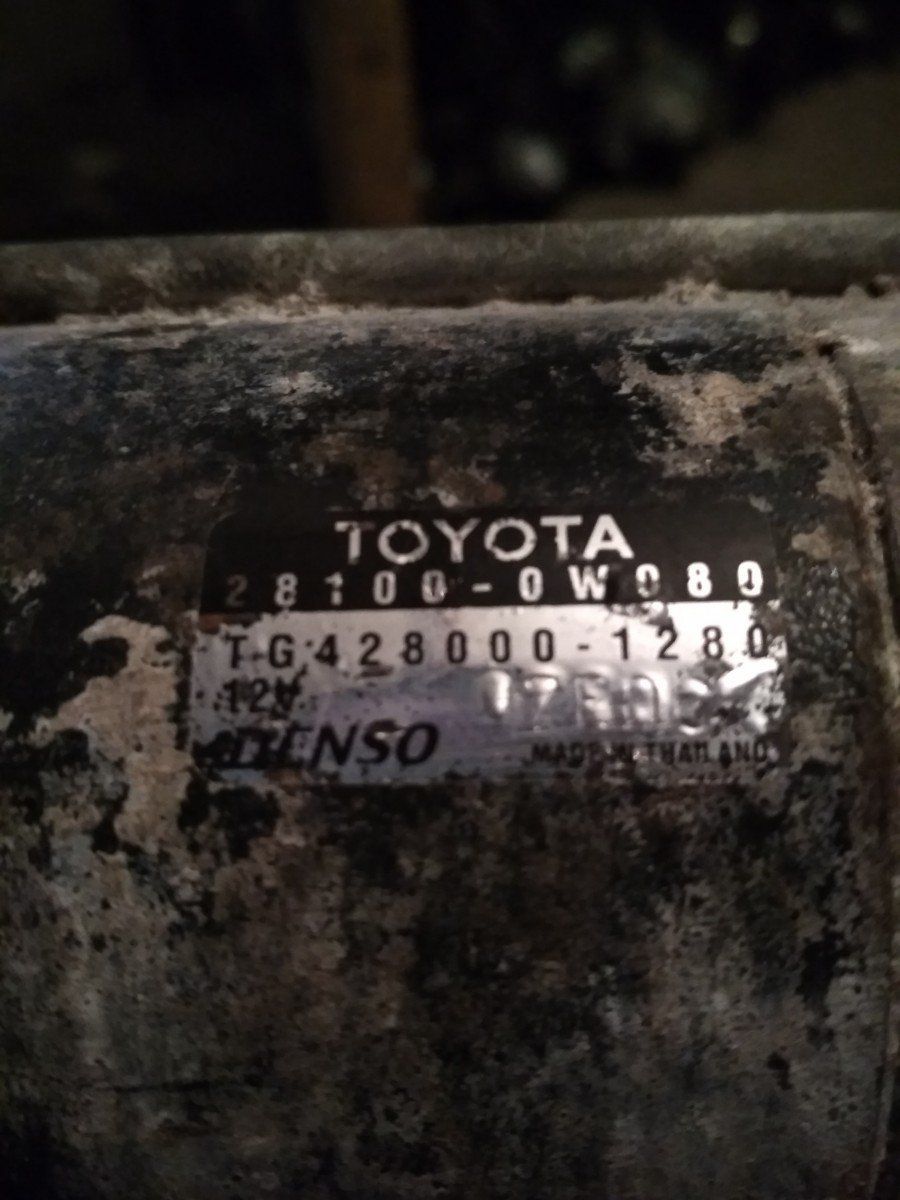 TOYOTA
28100-0W080
TG428000-1280
12V
DENSO
MADE IN THAILAND